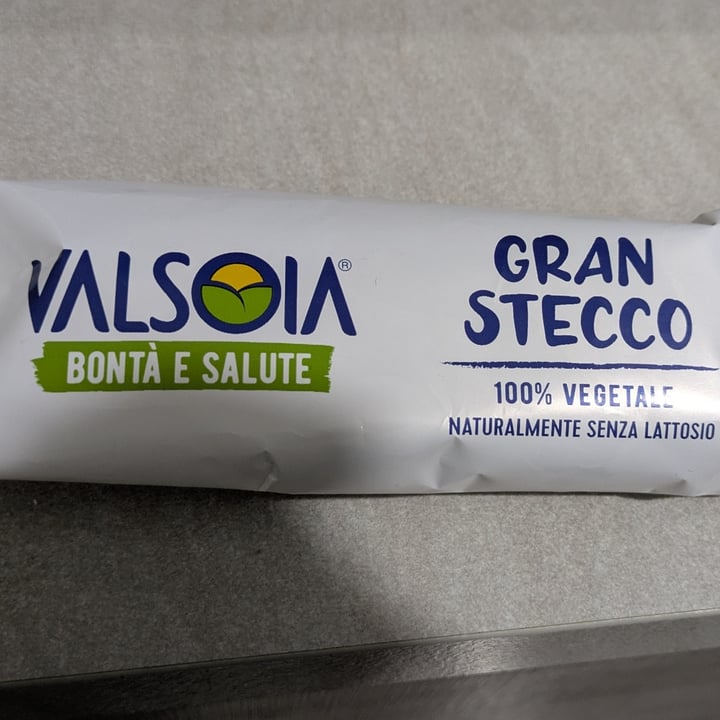 VALSOIA®
BONTÀ E SALUTE
GRAN
STECCO
100% VEGETALE
NATURALMENTE SENZA LATTOSIO